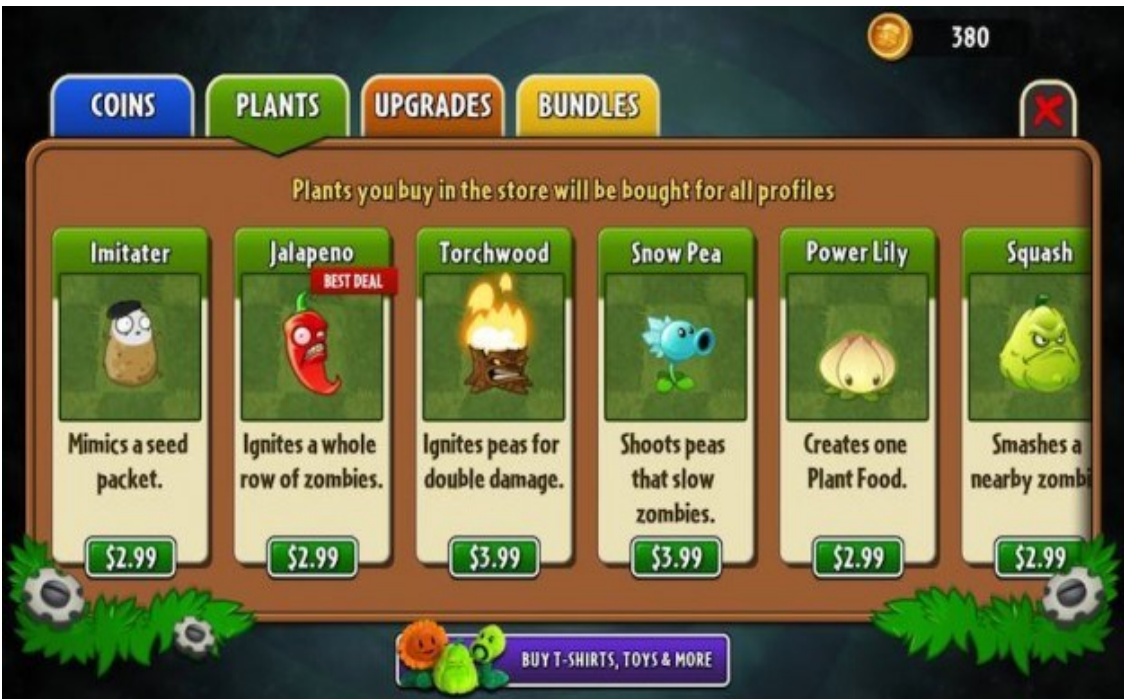 380
COINS
PLANTS
UPGRADES
BUNDLES
Plants you buy in the store will be bought for all profiles
Imitater
Mimics a seed
packet.
$2.99
Jalapeno
BEST DEAL
Ignites a whole
row of zombies.
$2.99
Torchwood
Ignites peas for
double damage.
$3.99
Snow Pea
Shoots peas
that slow
zombies.
$3.99
Power Lily
Creates one
Plant Food.
$2.99
Squash
Smashes a
nearby zombi
$2.99
BUY T-SHIRTS, TOYS & MORE